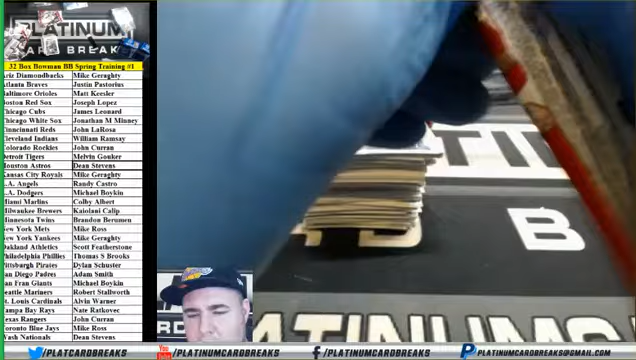 PLATINUM
CARD BREAK
32 Box Bowman BB Spring Training #1
Ariz Diamondbacks Mike Geraghty
Atlanta Braves Justin Pastorius
Baltimore Orioles Matt Keesler
Boston Red Sox Joseph Lopez
Chicago Cubs James Leonard
Chicago White Sox Jonathan M Minney
Cinncinati Reds John LaRosa
Cleveland Indians William Ramsay
Colorado Rockies John Curran
Detroit Tigers Melvin Gouker
Houston Astros Dean Stevens
Kansas City Royals Mike Geraghty
L.A. Angels Randy Castro
L.A. Dodgers Michael Boykin
Miami Marlins Colby Albert
Milwaukee Brewers Kaiolani Calip
Minnesota Twins Brandon Berumen
New York Mets Mike Ross
New York Yankees Mike Geraghty
Oakland Athletics Scott Featherstone
Philadelphia Phillies Thomas S Brooks
Pittsburgh Pirates Dylan Schuster
San Diego Padres Adam Smith
San Fran Giants Michael Boykin
Seattle Mariners Robert Stallworth
St. Louis Cardinals Alvin Warner
Tampa Bay Rays Nate Ratkovec
Texas Rangers John Curran
Toronto Blue Jays Mike Ross
Wash Nationals Dean Stevens
TIN
B
ATINUM
/PLATCARDBREAKS
You Tube /PLATINUMCARDBREAKS
f /PLATINUMCARDBREAKS
P /PLATINUMCARDBREAKS@GMAIL.COM